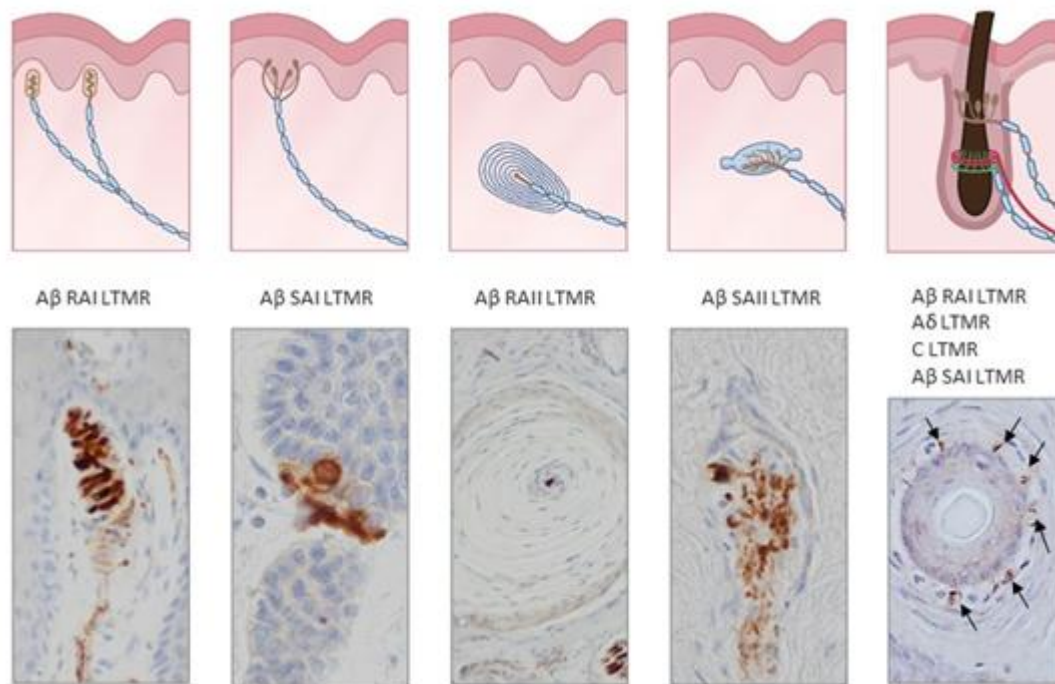 Aβ RAI LTMR
Aβ SAI LTMR
Aβ RAII LTMR
Aβ SAII LTMR
Aβ RAI LTMR
Aδ LTMR
C LTMR
Aβ SAI LTMR